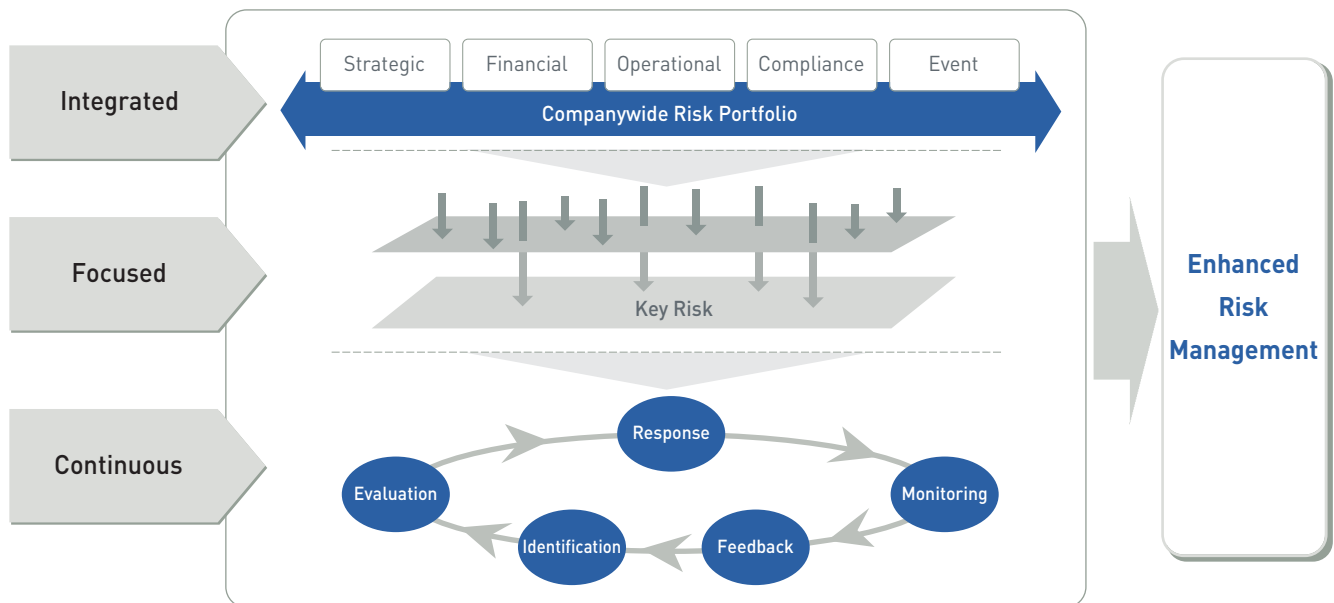 Integrated
Strategic
Financial
Operational
Compliance
Event
Companywide Risk Portfolio
Focused
Key Risk
Continuous
Response
Evaluation
Monitoring
Identification
Feedback
Enhanced
Risk
Management